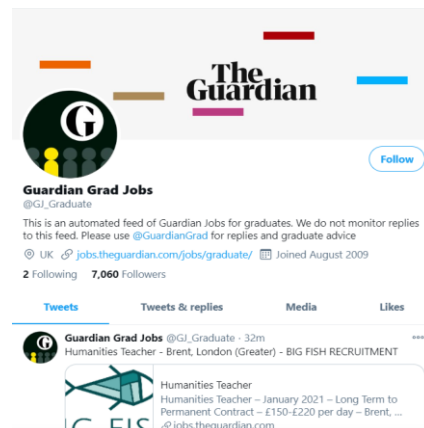 The
Guardian
G
Follow
Guardian Grad Jobs
@GJ_Graduate
This is an automated feed of Guardian Jobs for graduates. We do not monitor replies
to this feed. Please use @GuardianGrad for replies and graduate advice
UK jobs.theguardian.com/jobs/graduate/ Joined August 2009
2 Following 7,060 Followers
Tweets Tweets & replies Media Likes
G
Guardian Grad Jobs @GJ_Graduate · 32m
Humanities Teacher - Brent, London (Greater) - BIG FISH RECRUITMENT
Humanities Teacher
Humanities Teacher – January 2021 – Long Term to
Permanent Contract – £150-£220 per day – Brent, ...
jobs.theguardian.com